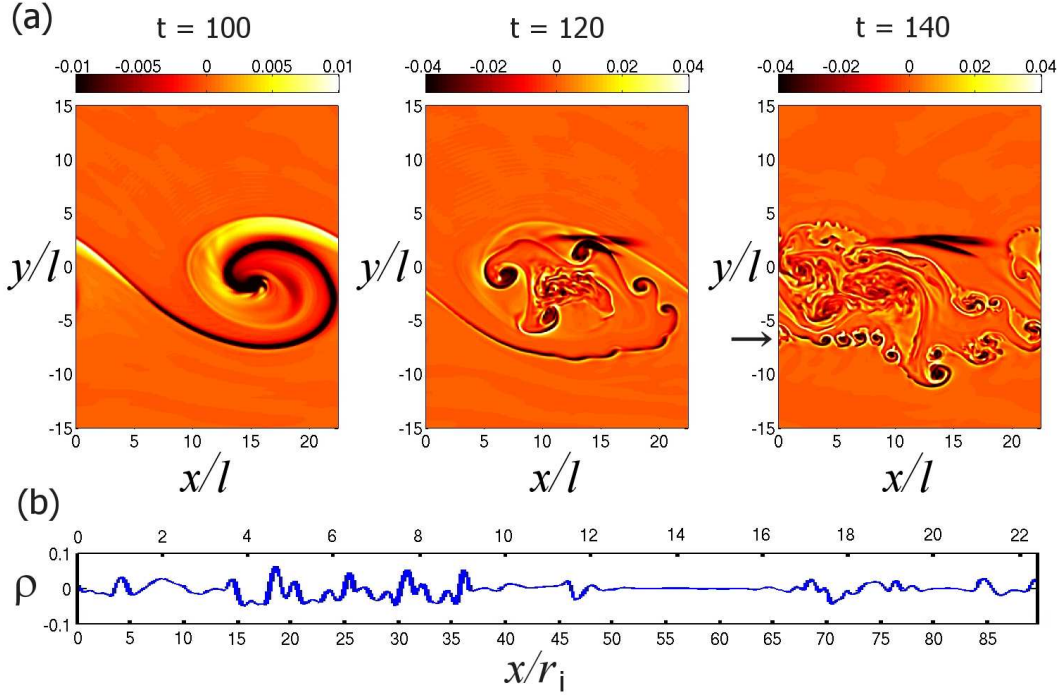 (a)
t = 100 t = 120 t = 140
-0.01 -0.005 0 0.005 0.01 -0.04 -0.02 0 0.02 0.04 -0.04 -0.02 0 0.02 0.04
15 15 15
10 10 10
5 5 5
y/l 0 y/l 0 y/l 0
-5 -5 -5
-10 -10 -10
-15 -15 -15
0 5 10 15 20 0 5 10 15 20 0 5 10 15 20
x/l x/l x/l
(b)
0 2 4 6 8 10 12 14 16 18 20 22
0.1
ρ 0
-0.1
0 5 10 15 20 25 30 35 40 45 50 55 60 65 70 75 80 85
x/ri